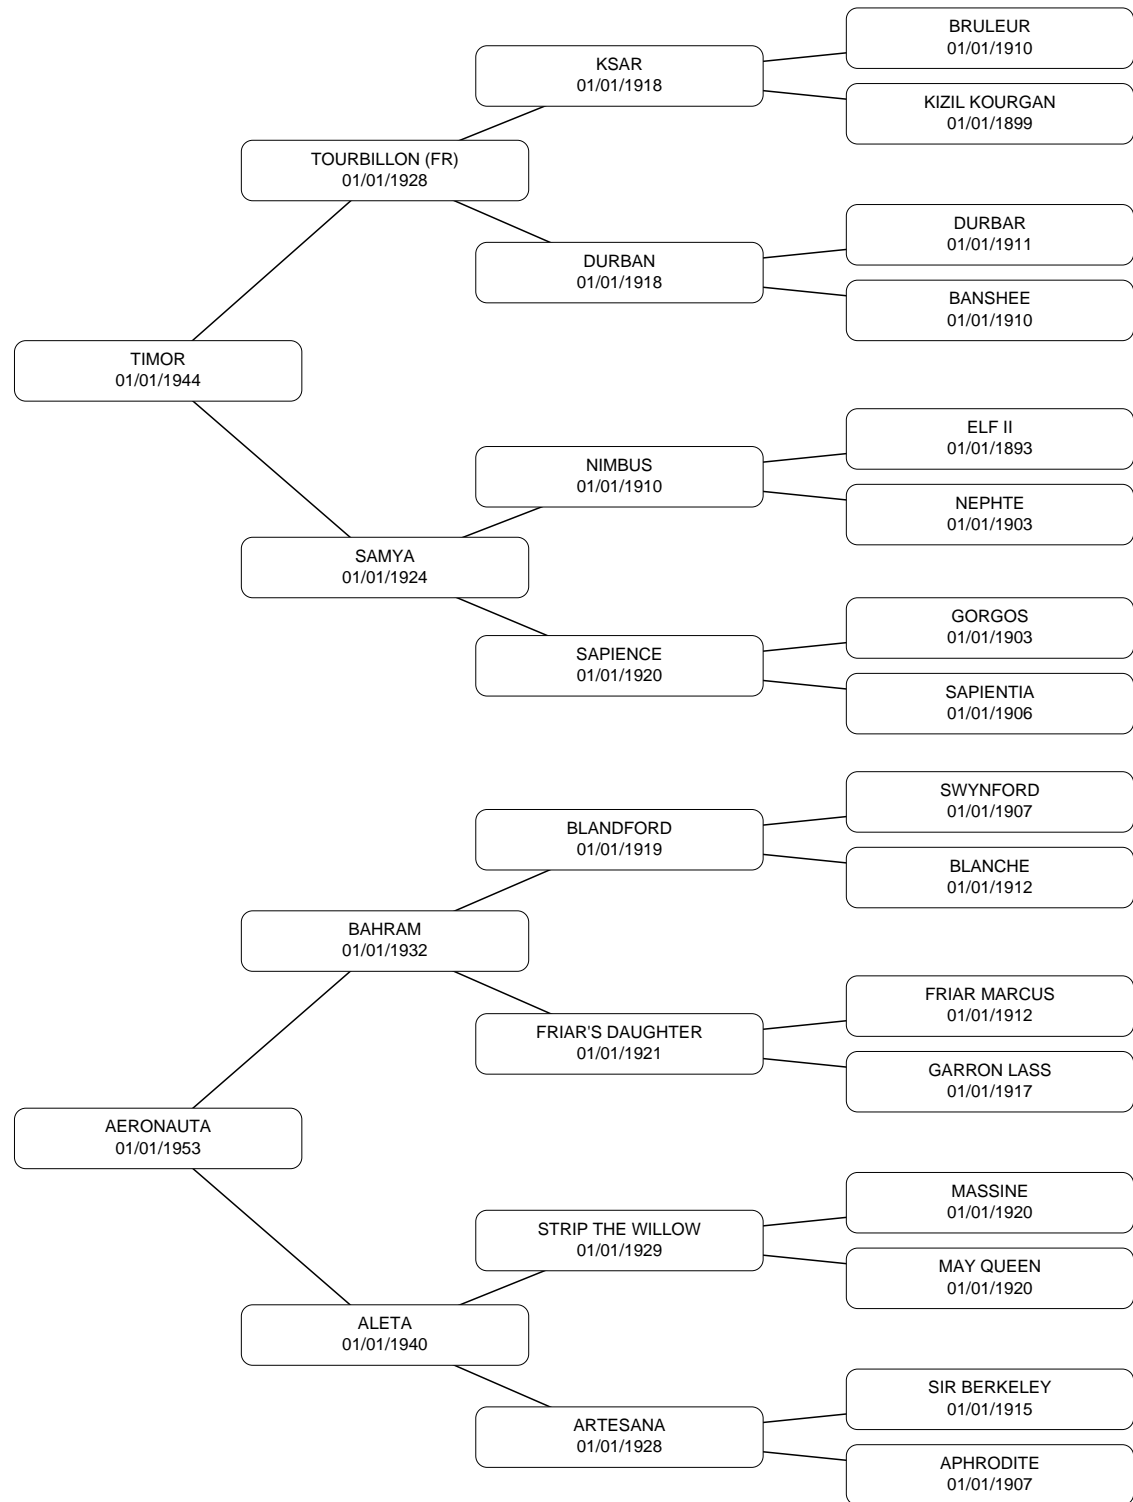 BRULEUR
01/01/1910
KSAR
01/01/1918
KIZIL KOURGAN
01/01/1899
TOURBILLON (FR)
01/01/1928
DURBAR
01/01/1911
DURBAN
01/01/1918
BANSHEE
01/01/1910
TIMOR
01/01/1944
ELF II
01/01/1893
NIMBUS
01/01/1910
NEPHTE
01/01/1903
SAMYA
01/01/1924
GORGOS
01/01/1903
SAPIENCE
01/01/1920
SAPIENTIA
01/01/1906
SWYNFORD
01/01/1907
BLANDFORD
01/01/1919
BLANCHE
01/01/1912
BAHRAM
01/01/1932
FRIAR MARCUS
01/01/1912
FRIAR'S DAUGHTER
01/01/1921
GARRON LASS
01/01/1917
AERONAUTA
01/01/1953
MASSINE
01/01/1920
STRIP THE WILLOW
01/01/1929
MAY QUEEN
01/01/1920
ALETA
01/01/1940
SIR BERKELEY
01/01/1915
ARTESANA
01/01/1928
APHRODITE
01/01/1907